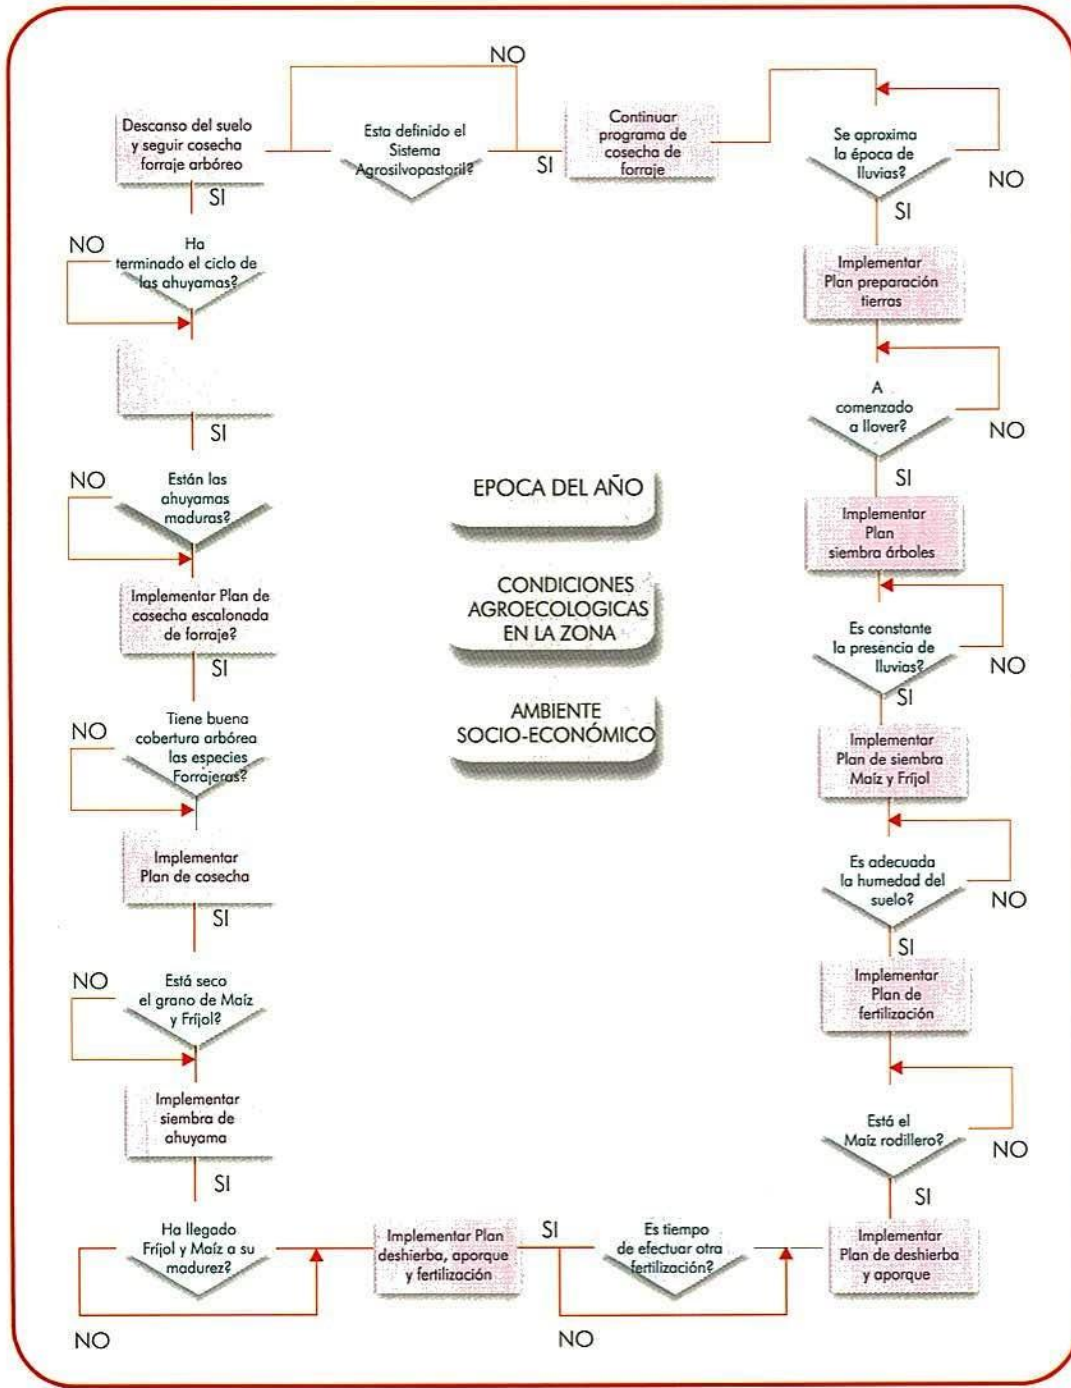 NO
Descanso del suelo
y seguir cosecha
forraje arbóreo
Esta definido el
Sistema
Agrosilvopastoril?
SI
Continuar
programa de
cosecha de
forraje
Se aproxima
la época de
lluvias?
NO
SI
SI
NO
Ha
terminado el ciclo de
las ahuyamas?
Implementar
Plan preparación
tierras
SI
A
comenzado
a llover?
NO
SI
NO
Están las
ahuyamas
maduras?
EPOCA DEL AÑO
Implementar
Plan
siembra árboles
Implementar Plan de
cosecha escalonada
de forraje?
SI
CONDICIONES
AGROECOLOGICAS
EN LA ZONA
Es constante
la presencia de
lluvias?
NO
SI
NO
Tiene buena
cobertura arbórea
las especies
Forrajeras?
AMBIENTE
SOCIO-ECONÓMICO
Implementar
Plan de siembra
Maíz y Fríjol
Implementar
Plan de cosecha
SI
Es adecuada
la humedad del
suelo?
NO
SI
NO
Está seco
el grano de Maíz
y Fríjol?
Implementar
Plan de
fertilización
Implementar
siembra de
ahuyama
SI
Está el
Maíz rodillero?
NO
SI
Ha llegado
Fríjol y Maíz a su
madurez?
NO
Implementar Plan
deshierba, aporque
y fertilización
SI
Es tiempo
de efectuar otra
fertilización?
NO
Implementar
Plan de deshierba
y aporque